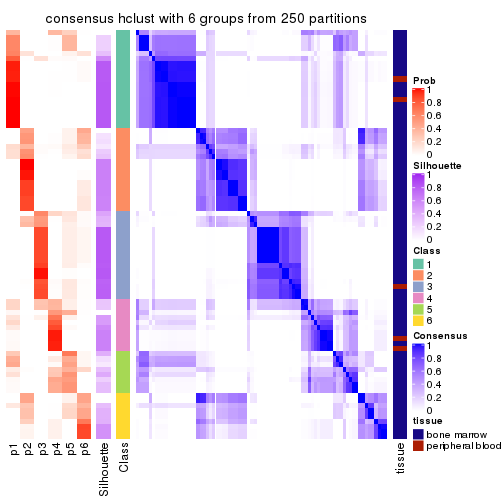 consensus hclust with 6 groups from 250 partitions
Prob
1
0.8
0.6
0.4
0.2
0
Silhouette
1
0.8
0.6
0.4
0.2
0
Class
1
2
3
4
5
6
Consensus
1
0.8
0.6
0.4
0.2
0
tissue
bone marrow
peripheral blood
p1
p2
p3
p4
p5
p6
Silhouette
Class
tissue